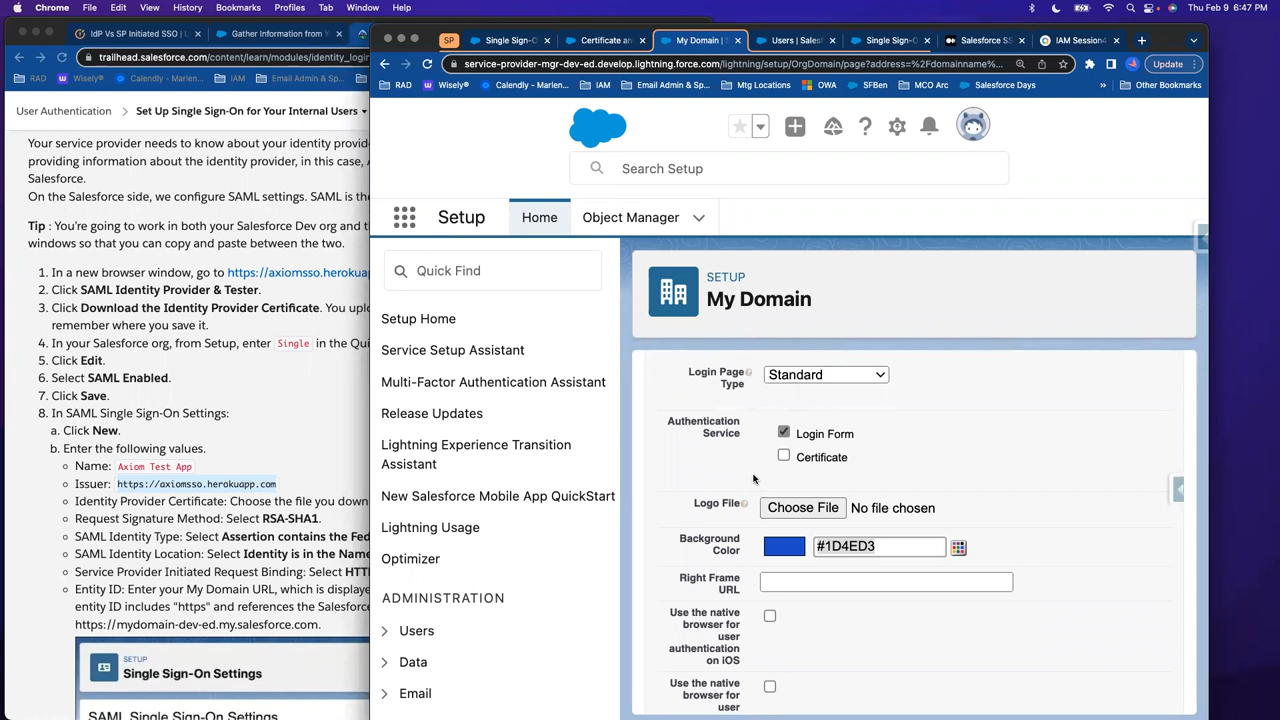 Chrome File Edit View History Bookmarks Profiles Tab Window Help
Thu Feb 9 6:47 PM
IdP Vs SP Initiated SSO |
Gather Information from Y
trailhead.salesforce.com/content/learn/modules/identity_login
RAD Wisely® Calendly - Marlen... IAM Email Admin & Sp...
User Authentication > Set Up Single Sign-On for Your Internal Users
Your service provider needs to know about your identity provid
providing information about the identity provider, in this case, A
Salesforce.
On the Salesforce side, we configure SAML settings. SAML is the
Tip : You're going to work in both your Salesforce Dev org and th
windows so that you can copy and paste between the two.
1. In a new browser window, go to https://axiomsso.herokuap
2. Click SAML Identity Provider & Tester.
3. Click Download the Identity Provider Certificate. You uplo
remember where you save it.
4. In your Salesforce org, from Setup, enter Single in the Qui
5. Click Edit.
6. Select SAML Enabled.
7. Click Save.
8. In SAML Single Sign-On Settings:
a. Click New.
b. Enter the following values.
Name: Axiom Test App
Issuer: https://axiomsso.herokuapp.com
Identity Provider Certificate: Choose the file you down
Request Signature Method: Select RSA-SHA1.
SAML Identity Type: Select Assertion contains the Fed
SAML Identity Location: Select Identity is in the Name
Service Provider Initiated Request Binding: Select HTT
Entity ID: Enter your My Domain URL, which is displaye
entity ID includes "https" and references the Salesforce
https://mydomain-dev-ed.my.salesforce.com.
SETUP
Single Sign-On Settings
SAML Single Sign-On Settings
SP
Single Sign-O
Certificate an
My Domain | S
Users | Salesf
Single Sign-O
Salesforce SS
IAM Session4
service-provider-mgr-dev-ed.develop.lightning.force.com/lightning/setup/OrgDomain/page?address=%2Fdomainname%...
Update
RAD Wisely® Calendly - Marlen... IAM Email Admin & Sp... Mtg Locations OWA SFBen MCO Arc Salesforce Days » Other Bookmarks
Search Setup
Setup Home Object Manager
Quick Find
Setup Home
Service Setup Assistant
Multi-Factor Authentication Assistant
Release Updates
Lightning Experience Transition
Assistant
New Salesforce Mobile App QuickStart
Lightning Usage
Optimizer
ADMINISTRATION
Users
Data
Email
SETUP
My Domain
Login Page
Type
Standard
Authentication
Service
Login Form
Certificate
Logo File
Choose File No file chosen
Background
Color
#1D4ED3
Right Frame
URL
Use the native
browser for
user
authentication
on iOS
Use the native
browser for
user